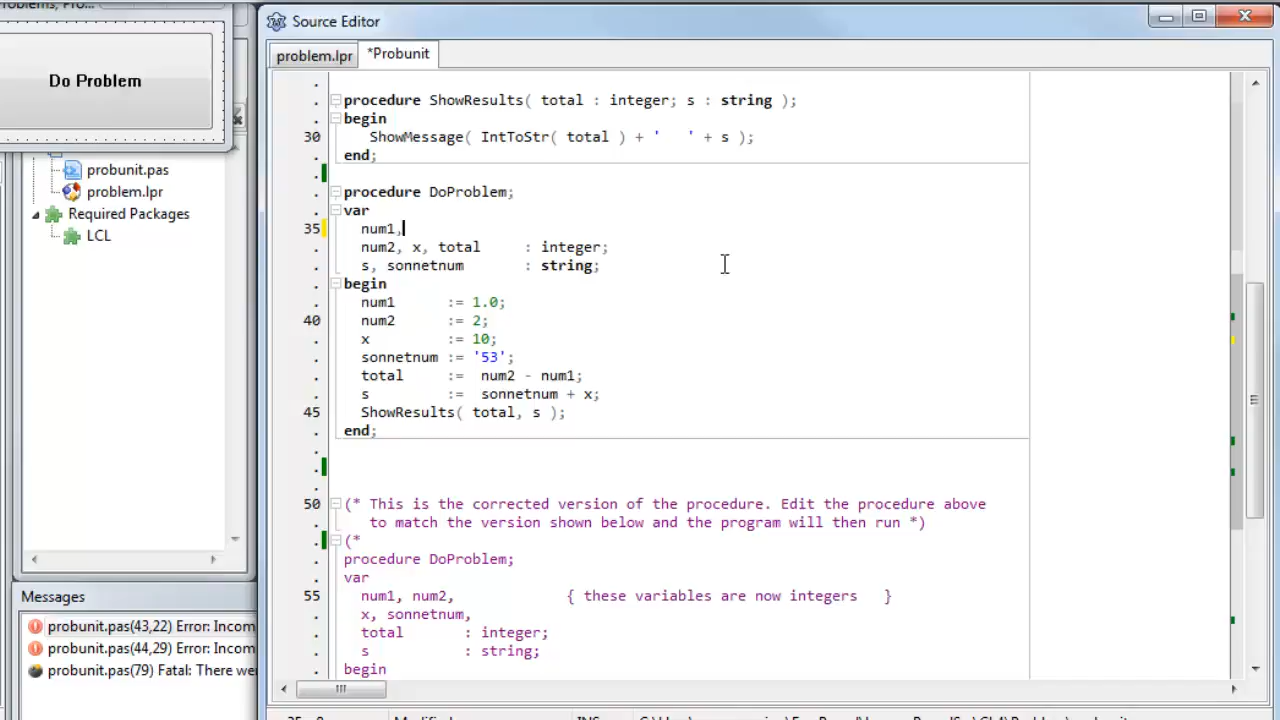 Problems, Pro...
Do Problem
Source Editor
problem.lpr *Probunit
procedure ShowResults( total : integer; s : string );
begin
30 ShowMessage( IntToStr( total ) + '   ' + s );
end;
procedure DoProblem;
var
35 num1,
num2, x, total : integer;
s, sonnetnum : string;
begin
num1 := 1.0;
40 num2 := 2;
x := 10;
sonnetnum := '53';
total := num2 - num1;
s := sonnetnum + x;
45 ShowResults( total, s );
end;
50 (* This is the corrected version of the procedure. Edit the procedure above
to match the version shown below and the program will then run *)
(*
procedure DoProblem;
var
55 num1, num2, { these variables are now integers }
x, sonnetnum,
total : integer;
s : string;
begin
probunit.pas
problem.lpr
Required Packages
LCL
Messages
probunit.pas(43,22) Error: Incom
probunit.pas(44,29) Error: Incom
probunit.pas(79) Fatal: There wer